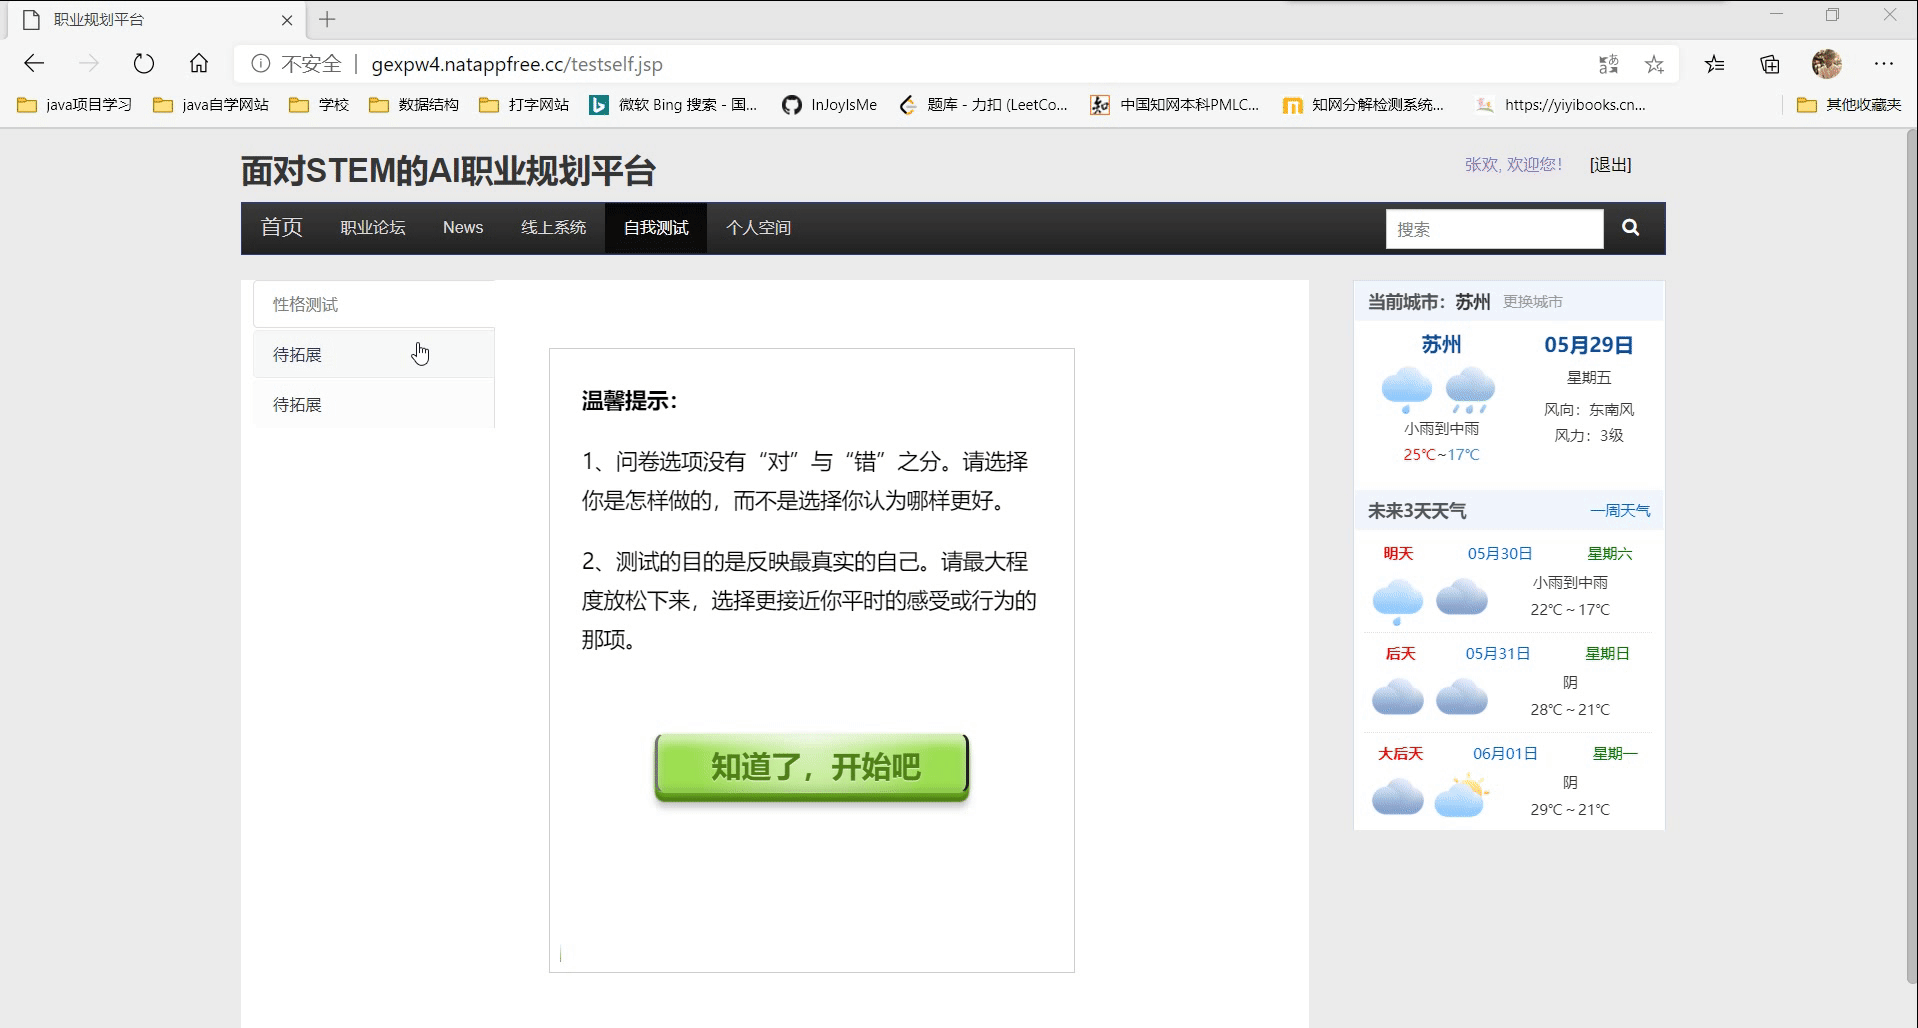 职业规划平台
不安全 | gexpw4.natappfree.cc/testself.jsp
java项目学习 java自学网站 学校 数据结构 打字网站 微软 Bing 搜索 - 国... InJoyIsMe 题库 - 力扣 (LeetCo... 中国知网本科PMLC... 知网分解检测系统... https://yiyibooks.cn... 其他收藏夹
面对STEM的AI职业规划平台
张欢, 欢迎您! [退出]
首页 职业论坛 News 线上系统 自我测试 个人空间 搜索
性格测试
待拓展
待拓展
温馨提示：
1、问卷选项没有“对”与“错”之分。请选择
你是怎样做的，而不是选择你认为哪样更好。
2、测试的目的是反映最真实的自己。请最大程
度放松下来，选择更接近你平时的感受或行为的
那项。
知道了，开始吧
当前城市：苏州 更换城市
苏州 05月29日
星期五
风向：东南风
小雨到中雨
风力：3级
25℃~17℃
未来3天天气 一周天气
明天 05月30日 星期六
小雨到中雨
22℃ ~ 17℃
后天 05月31日 星期日
阴
28℃ ~ 21℃
大后天 06月01日 星期一
阴
29℃ ~ 21℃